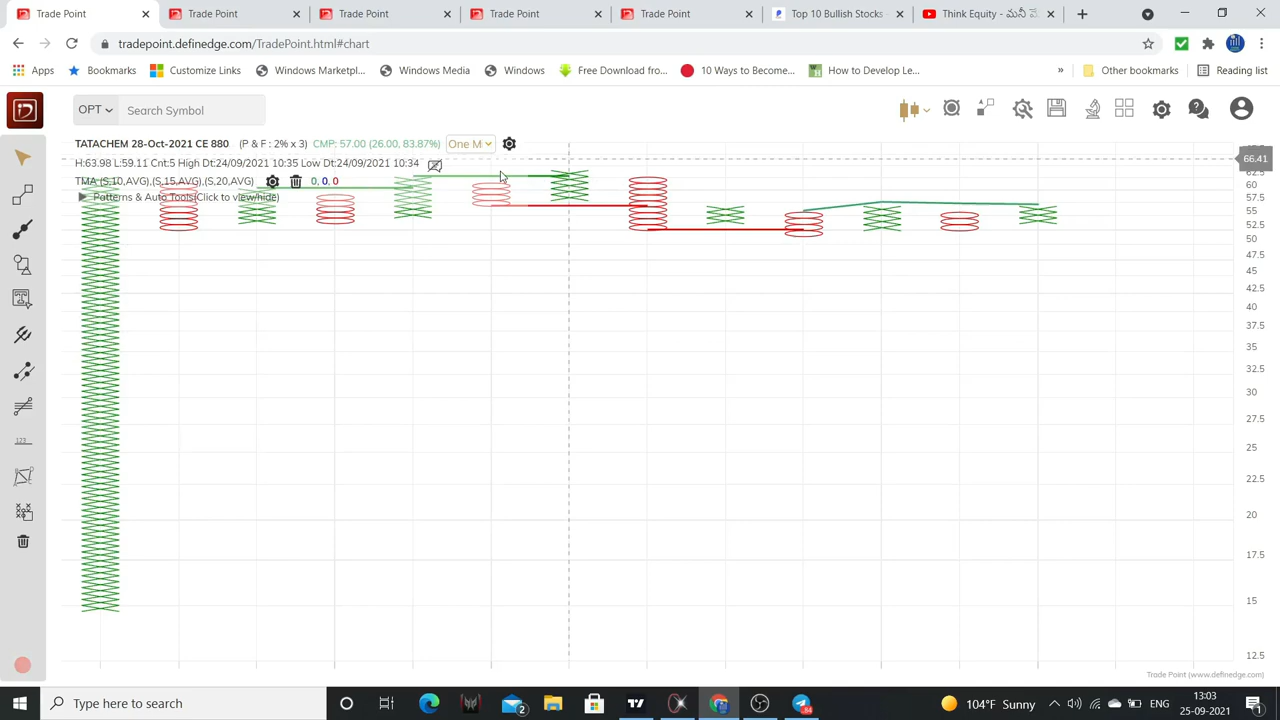 Trade Point
Trade Point
Trade Point
Trade Point
Trade Point
Top 10 Bullish Stocks
Think Equity - మనీ
tradepoint.definedge.com/TradePoint.html#chart
Apps
Bookmarks
Customize Links
Windows Marketpl...
Windows Media
Windows
Free Download fro...
10 Ways to Become...
How to Develop Le...
»
Other bookmarks
Reading list
OPT
Search Symbol
TATACHEM 28-Oct-2021 CE 880 (P & F : 2% x 3) CMP: 57.00 (26.00, 83.87%) One M
H:63.98 L:59.11 Cnt:5 High Dt:24/09/2021 10:35 Low Dt:24/09/2021 10:34
TMA (S,10,AVG),(S,15,AVG),(S,20,AVG) 0, 0, 0
Patterns & Auto Tools(Click to view/hide)
66.41
62.5
60
57.5
55
52.5
50
47.5
45
42.5
40
37.5
35
32.5
30
27.5
25
22.5
20
17.5
15
12.5
123
Trade Point (www.definedge.com)
Type here to search
2
84
104°F Sunny
ENG
13:03
25-09-2021